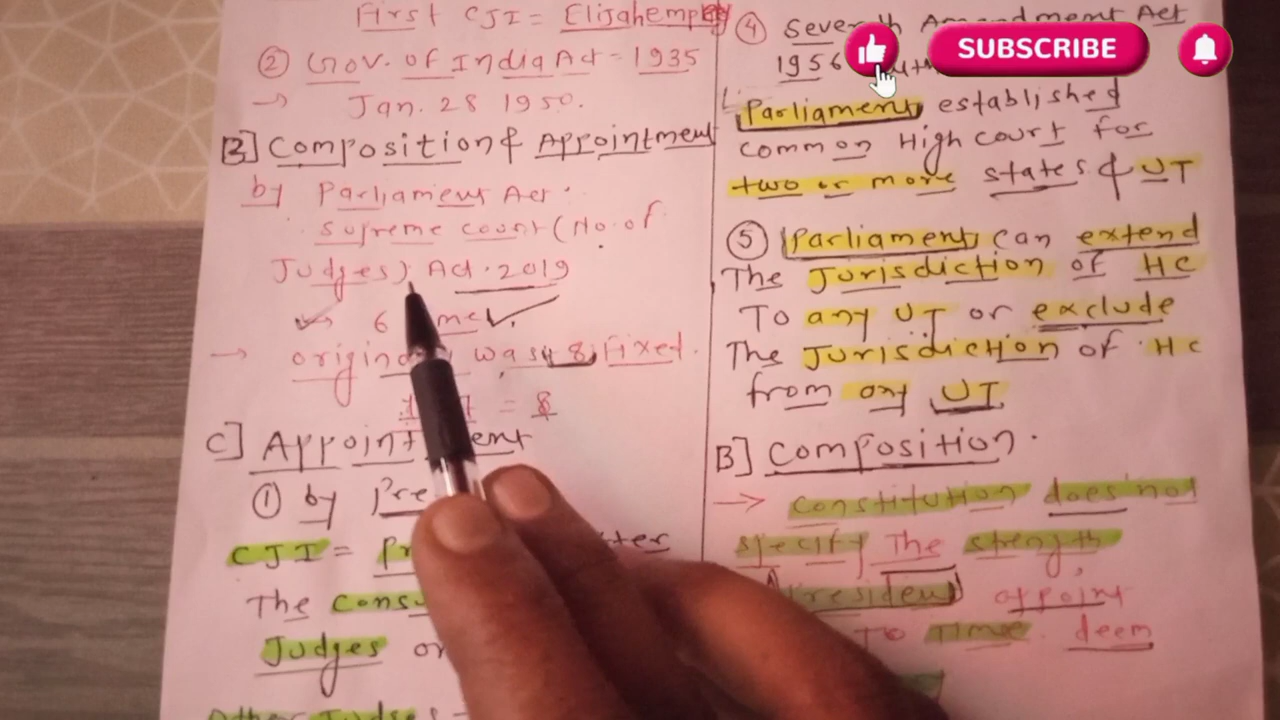 First CJI = Elijahempey
② Gov. of India Act - 1935
→ Jan. 28 1950.
B] Composition & Appointment
by Parliament Act.
supreme court (No. of
Judges) Act. 2019
→ 6
→ was 8 Fixed.
= 8
C] Appointment
① by
CJI =
The
Judges or
Other Judges
④ Seventh Amendment Act
1956
Parliament established
common High court for
two or more states & UT
⑤ Parliament can extend
The Jurisdiction of HC
To any UT or exclude
The Jurisdiction of HC
from any UT
B] Composition.
→ Constitution does not
specify The strength
President appoint
To Time. deem
SUBSCRIBE